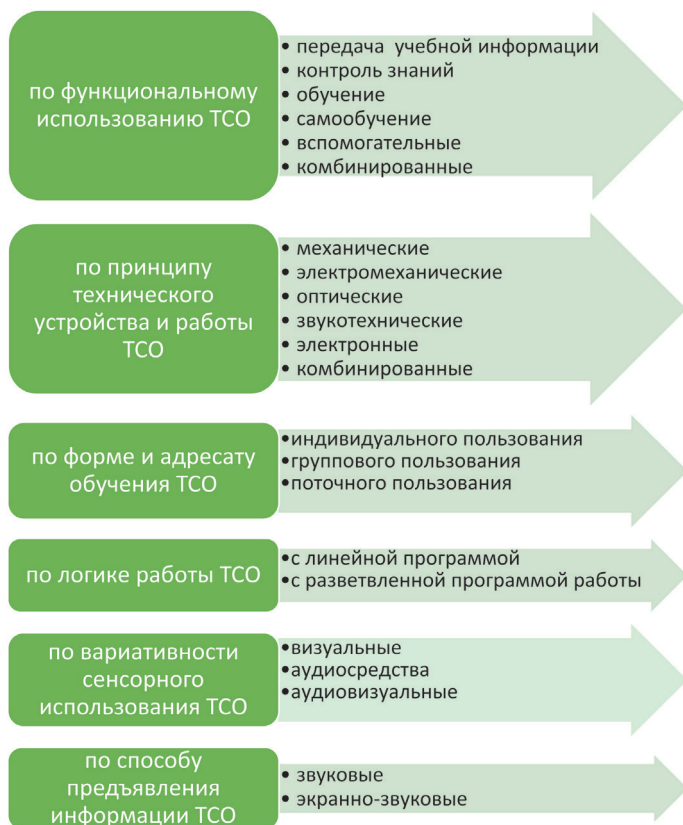 по функциональному
использованию ТСО
• передача учебной информации
• контроль знаний
• обучение
• самообучение
• вспомогательные
• комбинированные
по принципу
технического
устройства и работы
ТСО
• механические
• электромеханические
• оптические
• звукотехнические
• электронные
• комбинированные
по форме и адресату
обучения ТСО
•индивидуального пользования
•группового пользования
•поточного пользования
по логике работы ТСО
•с линейной программой
•с разветвленной программой работы
по вариативности
сенсорного
использования ТСО
•визуальные
•аудиосредства
•аудиовизуальные
по способу
предъявления
информации ТСО
• звуковые
• экранно-звуковые